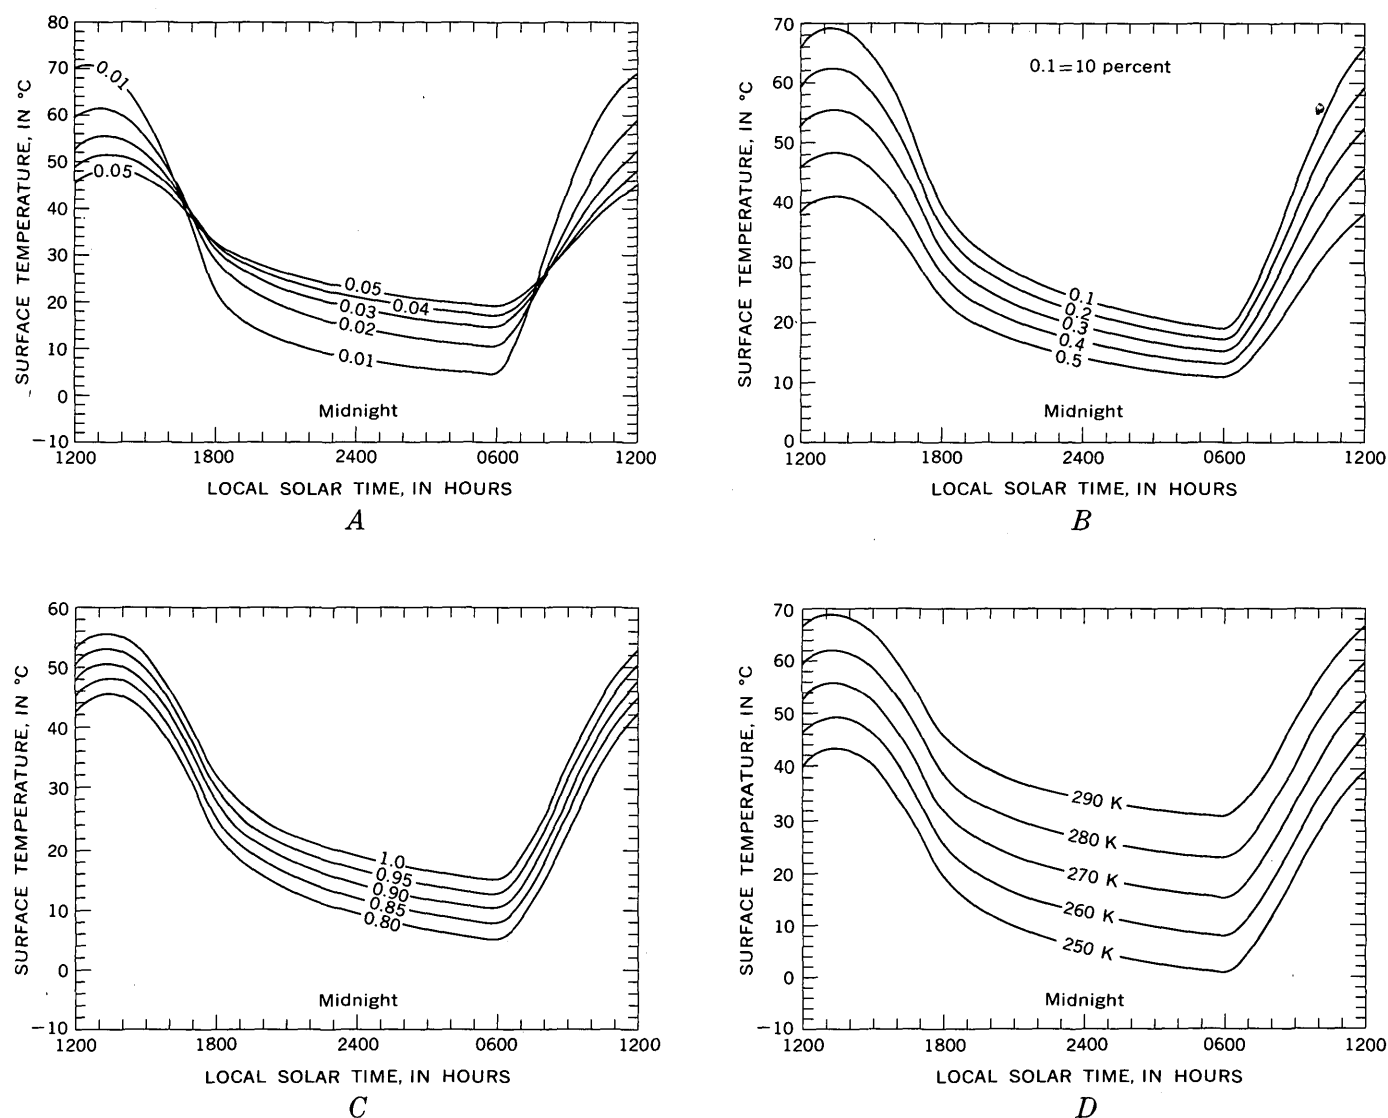 80
70
60
50
40
30
20
10
0
−10
SURFACE TEMPERATURE, IN °C
0.01
0.05
0.05
0.04
0.03
0.02
0.01
Midnight
1200 1800 2400 0600 1200
LOCAL SOLAR TIME, IN HOURS
A
70
60
50
40
30
20
10
0
SURFACE TEMPERATURE, IN °C
0.1=10 percent
0.1
0.2
0.3
0.4
0.5
Midnight
1200 1800 2400 0600 1200
LOCAL SOLAR TIME, IN HOURS
B
60
50
40
30
20
10
0
−10
SURFACE TEMPERATURE, IN °C
1.0
0.95
0.90
0.85
0.80
Midnight
1200 1800 2400 0600 1200
LOCAL SOLAR TIME, IN HOURS
C
70
60
50
40
30
20
10
0
−10
SURFACE TEMPERATURE, IN °C
290 K
280 K
270 K
260 K
250 K
Midnight
1200 1800 2400 0600 1200
LOCAL SOLAR TIME, IN HOURS
D